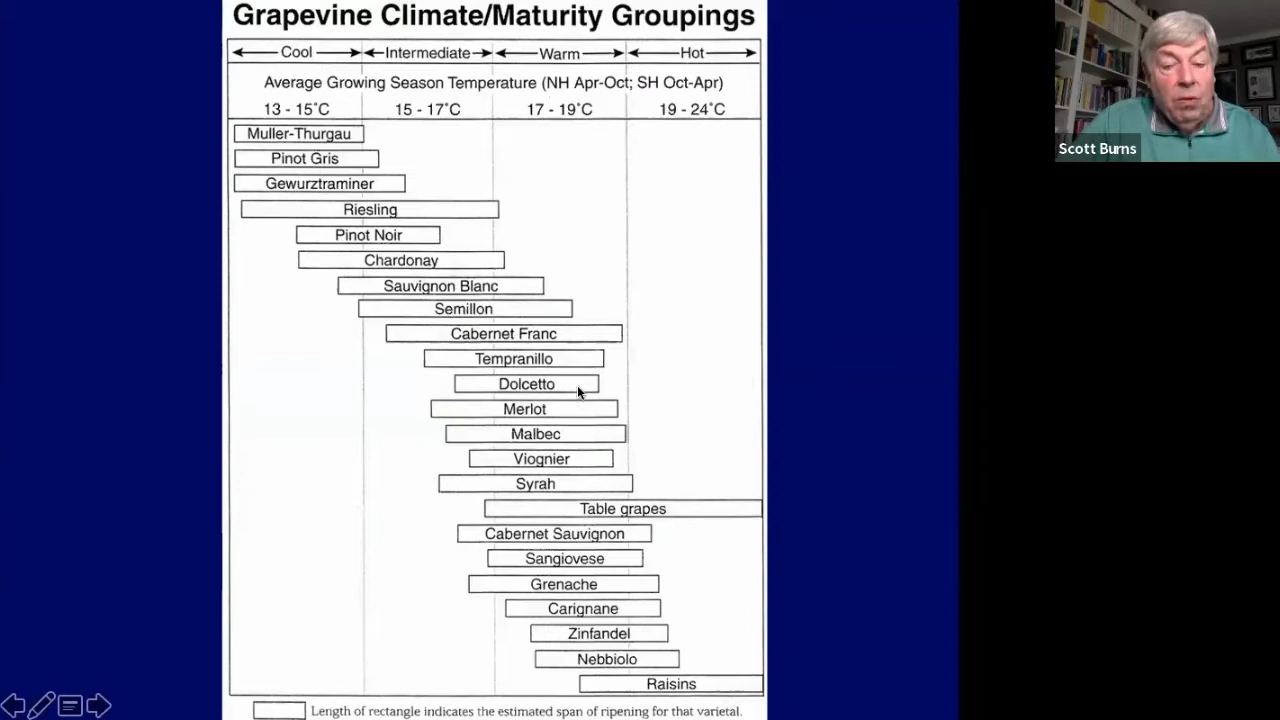 Grapevine Climate/Maturity Groupings
Cool Intermediate Warm Hot
Average Growing Season Temperature (NH Apr-Oct; SH Oct-Apr)
13 - 15˚C 15 - 17˚C 17 - 19˚C 19 - 24˚C
Muller-Thurgau
Pinot Gris
Gewurztraminer
Riesling
Pinot Noir
Chardonay
Sauvignon Blanc
Semillon
Cabernet Franc
Tempranillo
Dolcetto
Merlot
Malbec
Viognier
Syrah
Table grapes
Cabernet Sauvignon
Sangiovese
Grenache
Carignane
Zinfandel
Nebbiolo
Raisins
Length of rectangle indicates the estimated span of ripening for that varietal.
Scott Burns